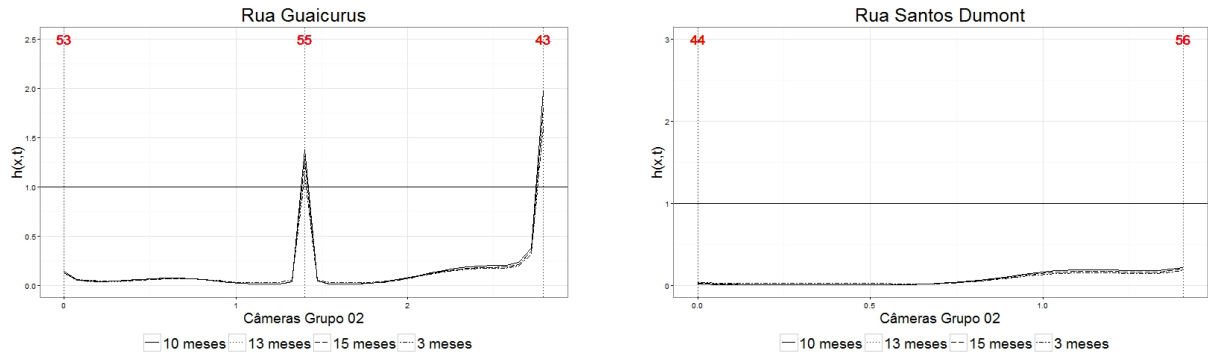 Rua Guaicurus
53 55 43
2.5
2.0
1.5
1.0
0.5
0.0
h(x,t)
0 1 2
Câmeras Grupo 02
10 meses 13 meses 15 meses 3 meses
Rua Santos Dumont
44 56
3
2
1
0
h(x,t)
0.0 0.5 1.0
Câmeras Grupo 02
10 meses 13 meses 15 meses 3 meses